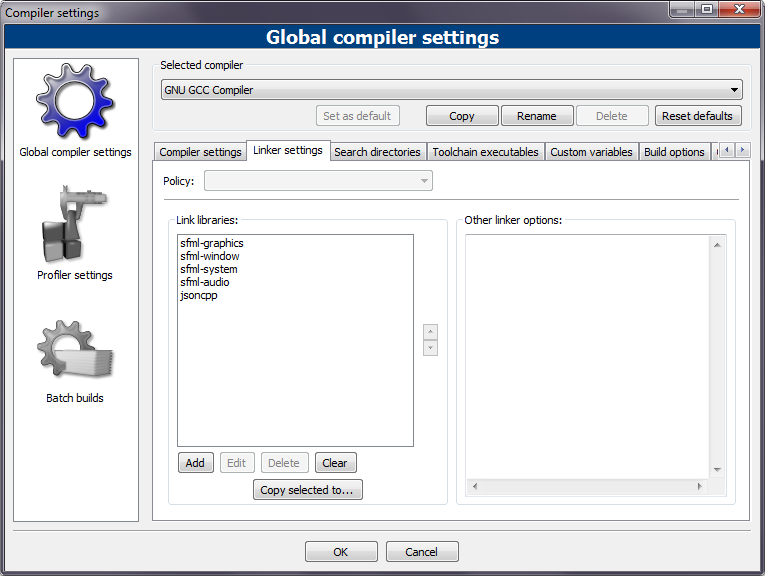 Compiler settings
Global compiler settings
Global compiler settings
Profiler settings
Batch builds
Selected compiler
GNU GCC Compiler
Set as default Copy Rename Delete Reset defaults
Compiler settings Linker settings Search directories Toolchain executables Custom variables Build options
Policy:
Link libraries:
sfml-graphics
sfml-window
sfml-system
sfml-audio
jsoncpp
Add Edit Delete Clear
Copy selected to...
Other linker options:
OK Cancel